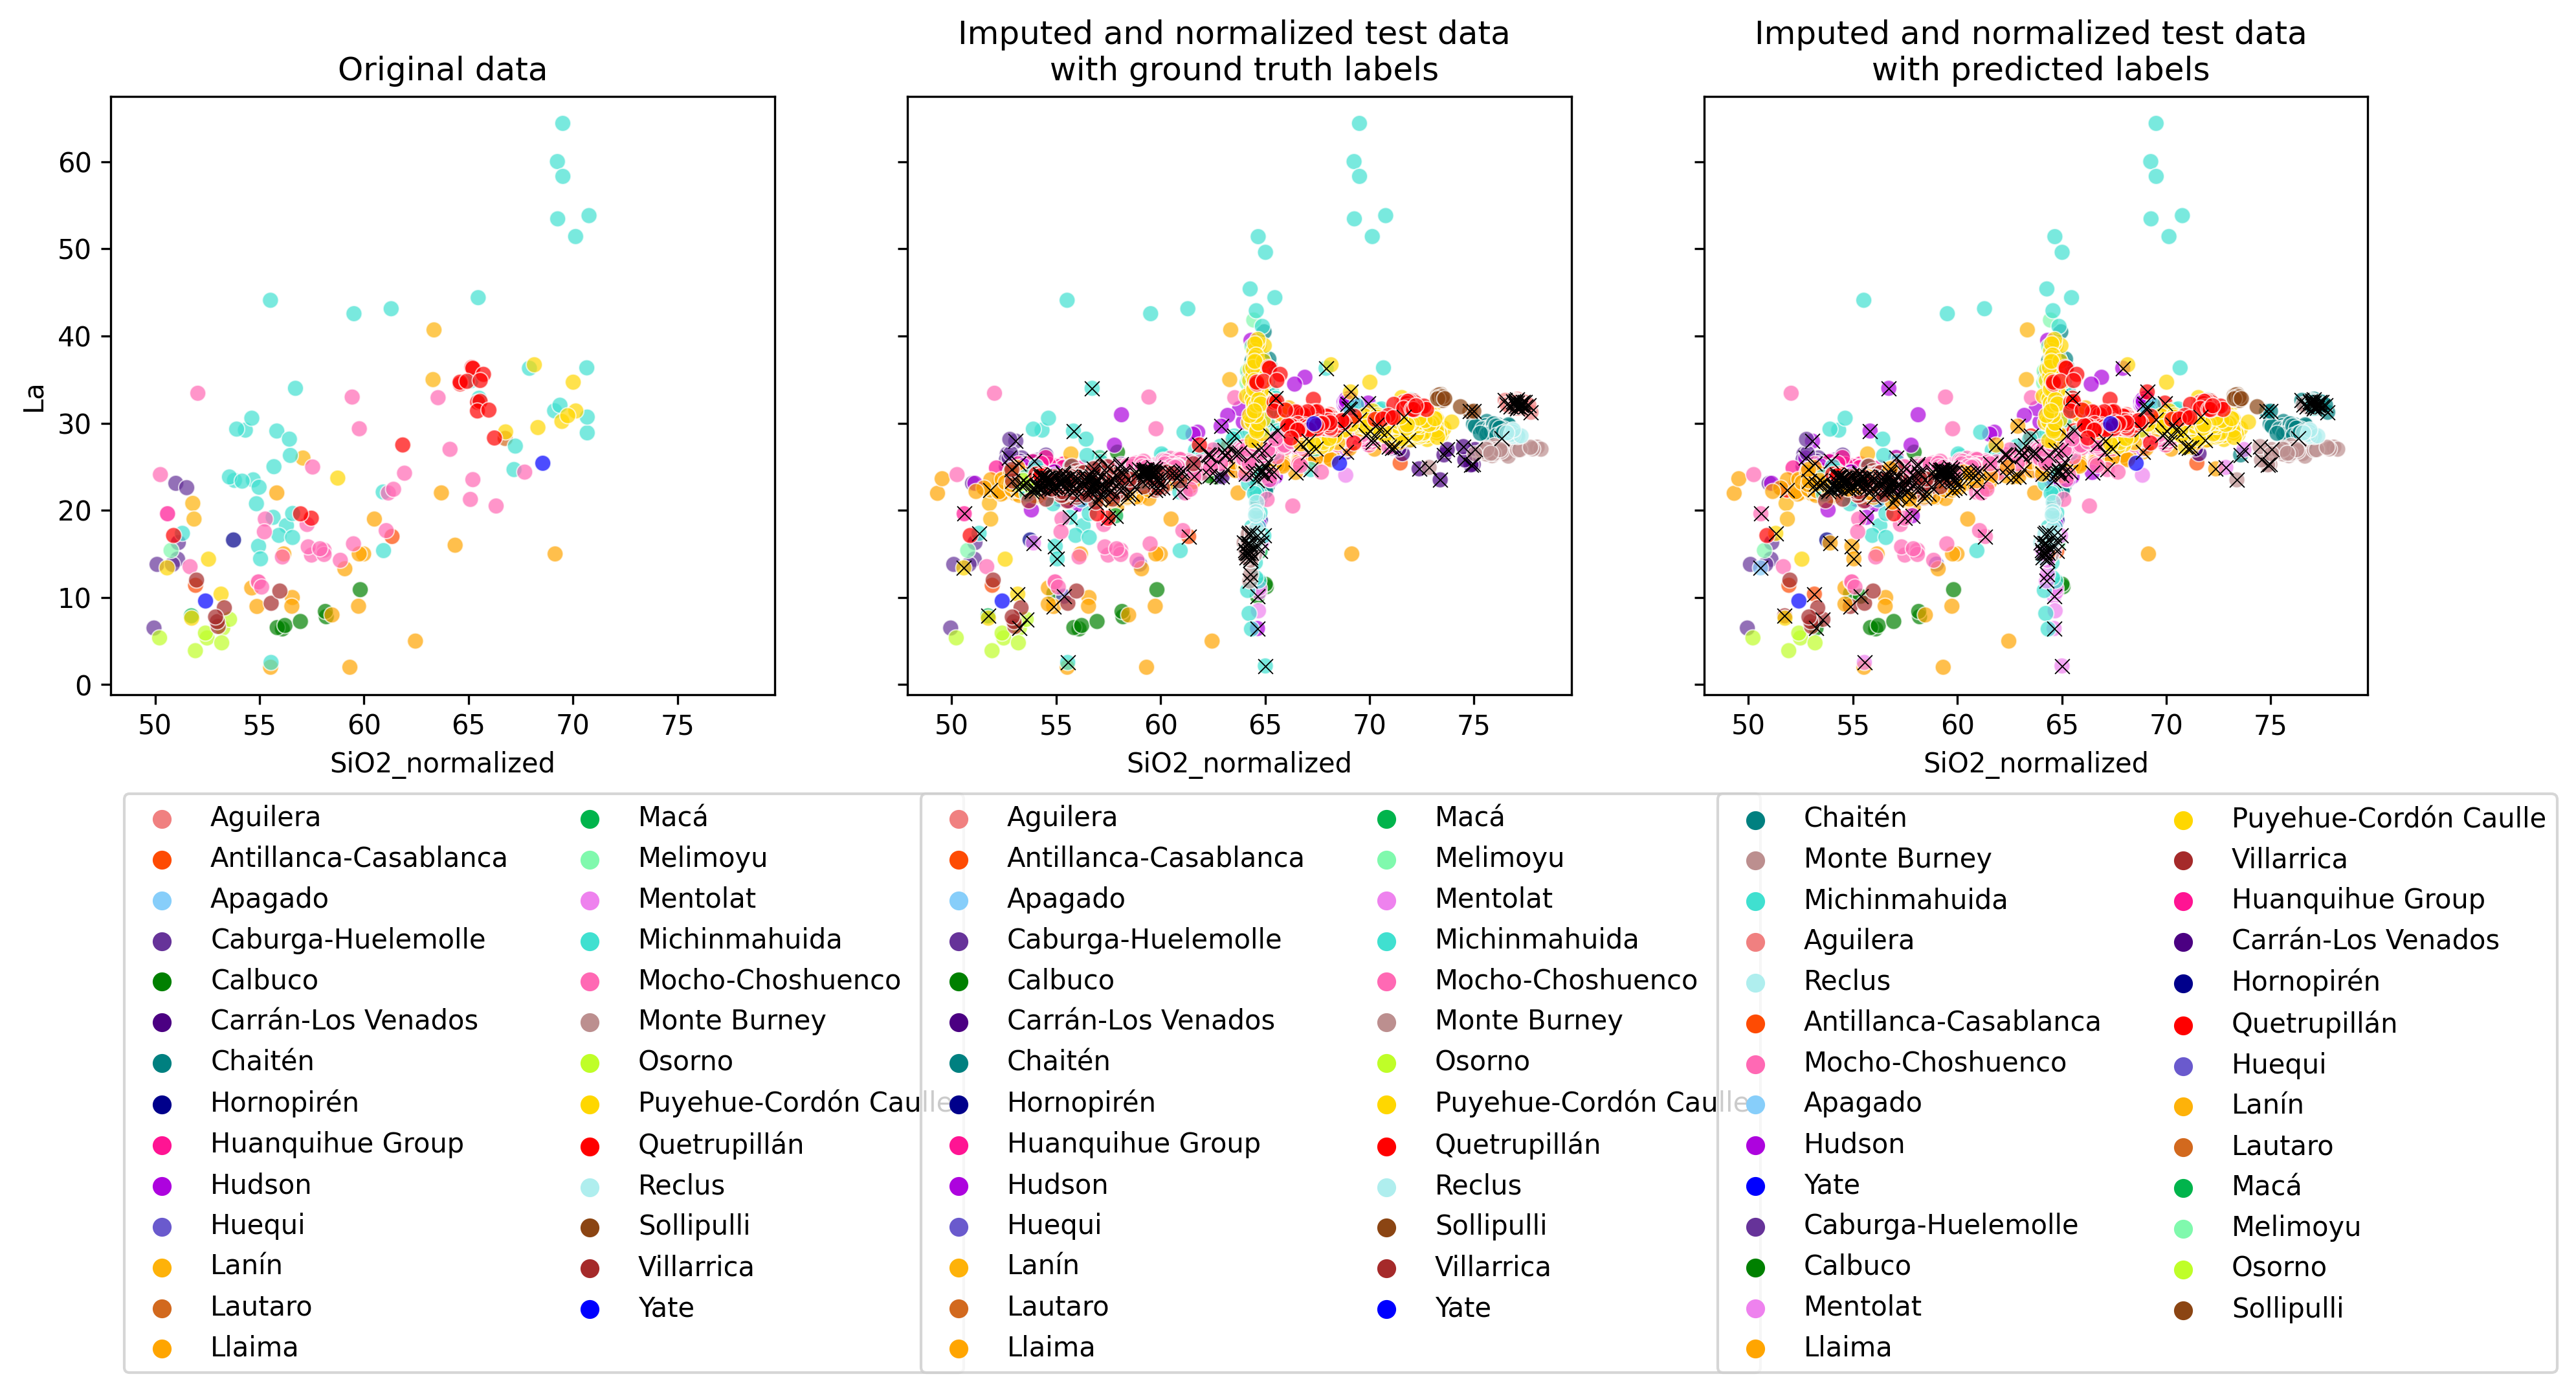 Original data
Imputed and normalized test data
with ground truth labels
Imputed and normalized test data
with predicted labels
La
60
50
40
30
20
10
0
50 55 60 65 70 75
50 55 60 65 70 75
50 55 60 65 70 75
SiO2_normalized
SiO2_normalized
SiO2_normalized
Aguilera
Antillanca-Casablanca
Apagado
Caburga-Huelemolle
Calbuco
Carrán-Los Venados
Chaitén
Hornopirén
Huanquihue Group
Hudson
Huequi
Lanín
Lautaro
Llaima
Macá
Melimoyu
Mentolat
Michinmahuida
Mocho-Choshuenco
Monte Burney
Osorno
Puyehue-Cordón Caulle
Quetrupillán
Reclus
Sollipulli
Villarrica
Yate
Aguilera
Antillanca-Casablanca
Apagado
Caburga-Huelemolle
Calbuco
Carrán-Los Venados
Chaitén
Hornopirén
Huanquihue Group
Hudson
Huequi
Lanín
Lautaro
Llaima
Macá
Melimoyu
Mentolat
Michinmahuida
Mocho-Choshuenco
Monte Burney
Osorno
Puyehue-Cordón Caulle
Quetrupillán
Reclus
Sollipulli
Villarrica
Yate
Chaitén
Monte Burney
Michinmahuida
Aguilera
Reclus
Antillanca-Casablanca
Mocho-Choshuenco
Apagado
Hudson
Yate
Caburga-Huelemolle
Calbuco
Mentolat
Llaima
Puyehue-Cordón Caulle
Villarrica
Huanquihue Group
Carrán-Los Venados
Hornopirén
Quetrupillán
Huequi
Lanín
Lautaro
Macá
Melimoyu
Osorno
Sollipulli